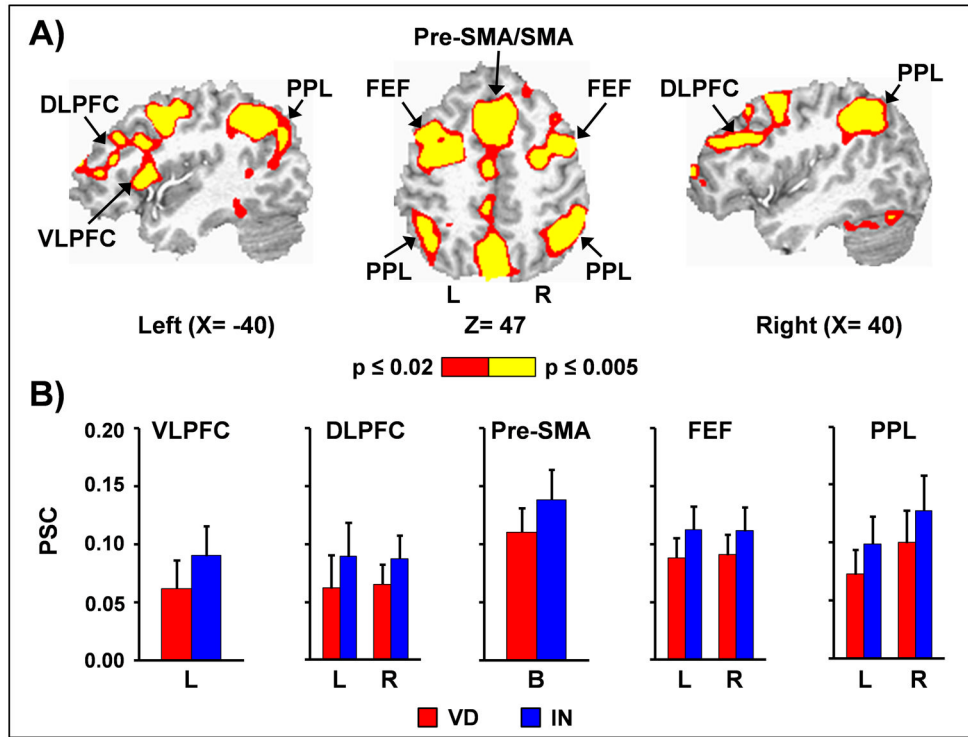 A)
Pre-SMA/SMA
DLPFC
PPL
FEF
FEF
DLPFC
PPL
VLPFC
PPL
PPL
L R
Left (X= -40)
Z= 47
Right (X= 40)
p ≤ 0.02 p ≤ 0.005
B)
VLPFC DLPFC Pre-SMA FEF PPL
0.20
0.15
0.10
0.05
0.00
PSC
L L R B L R L R
VD IN